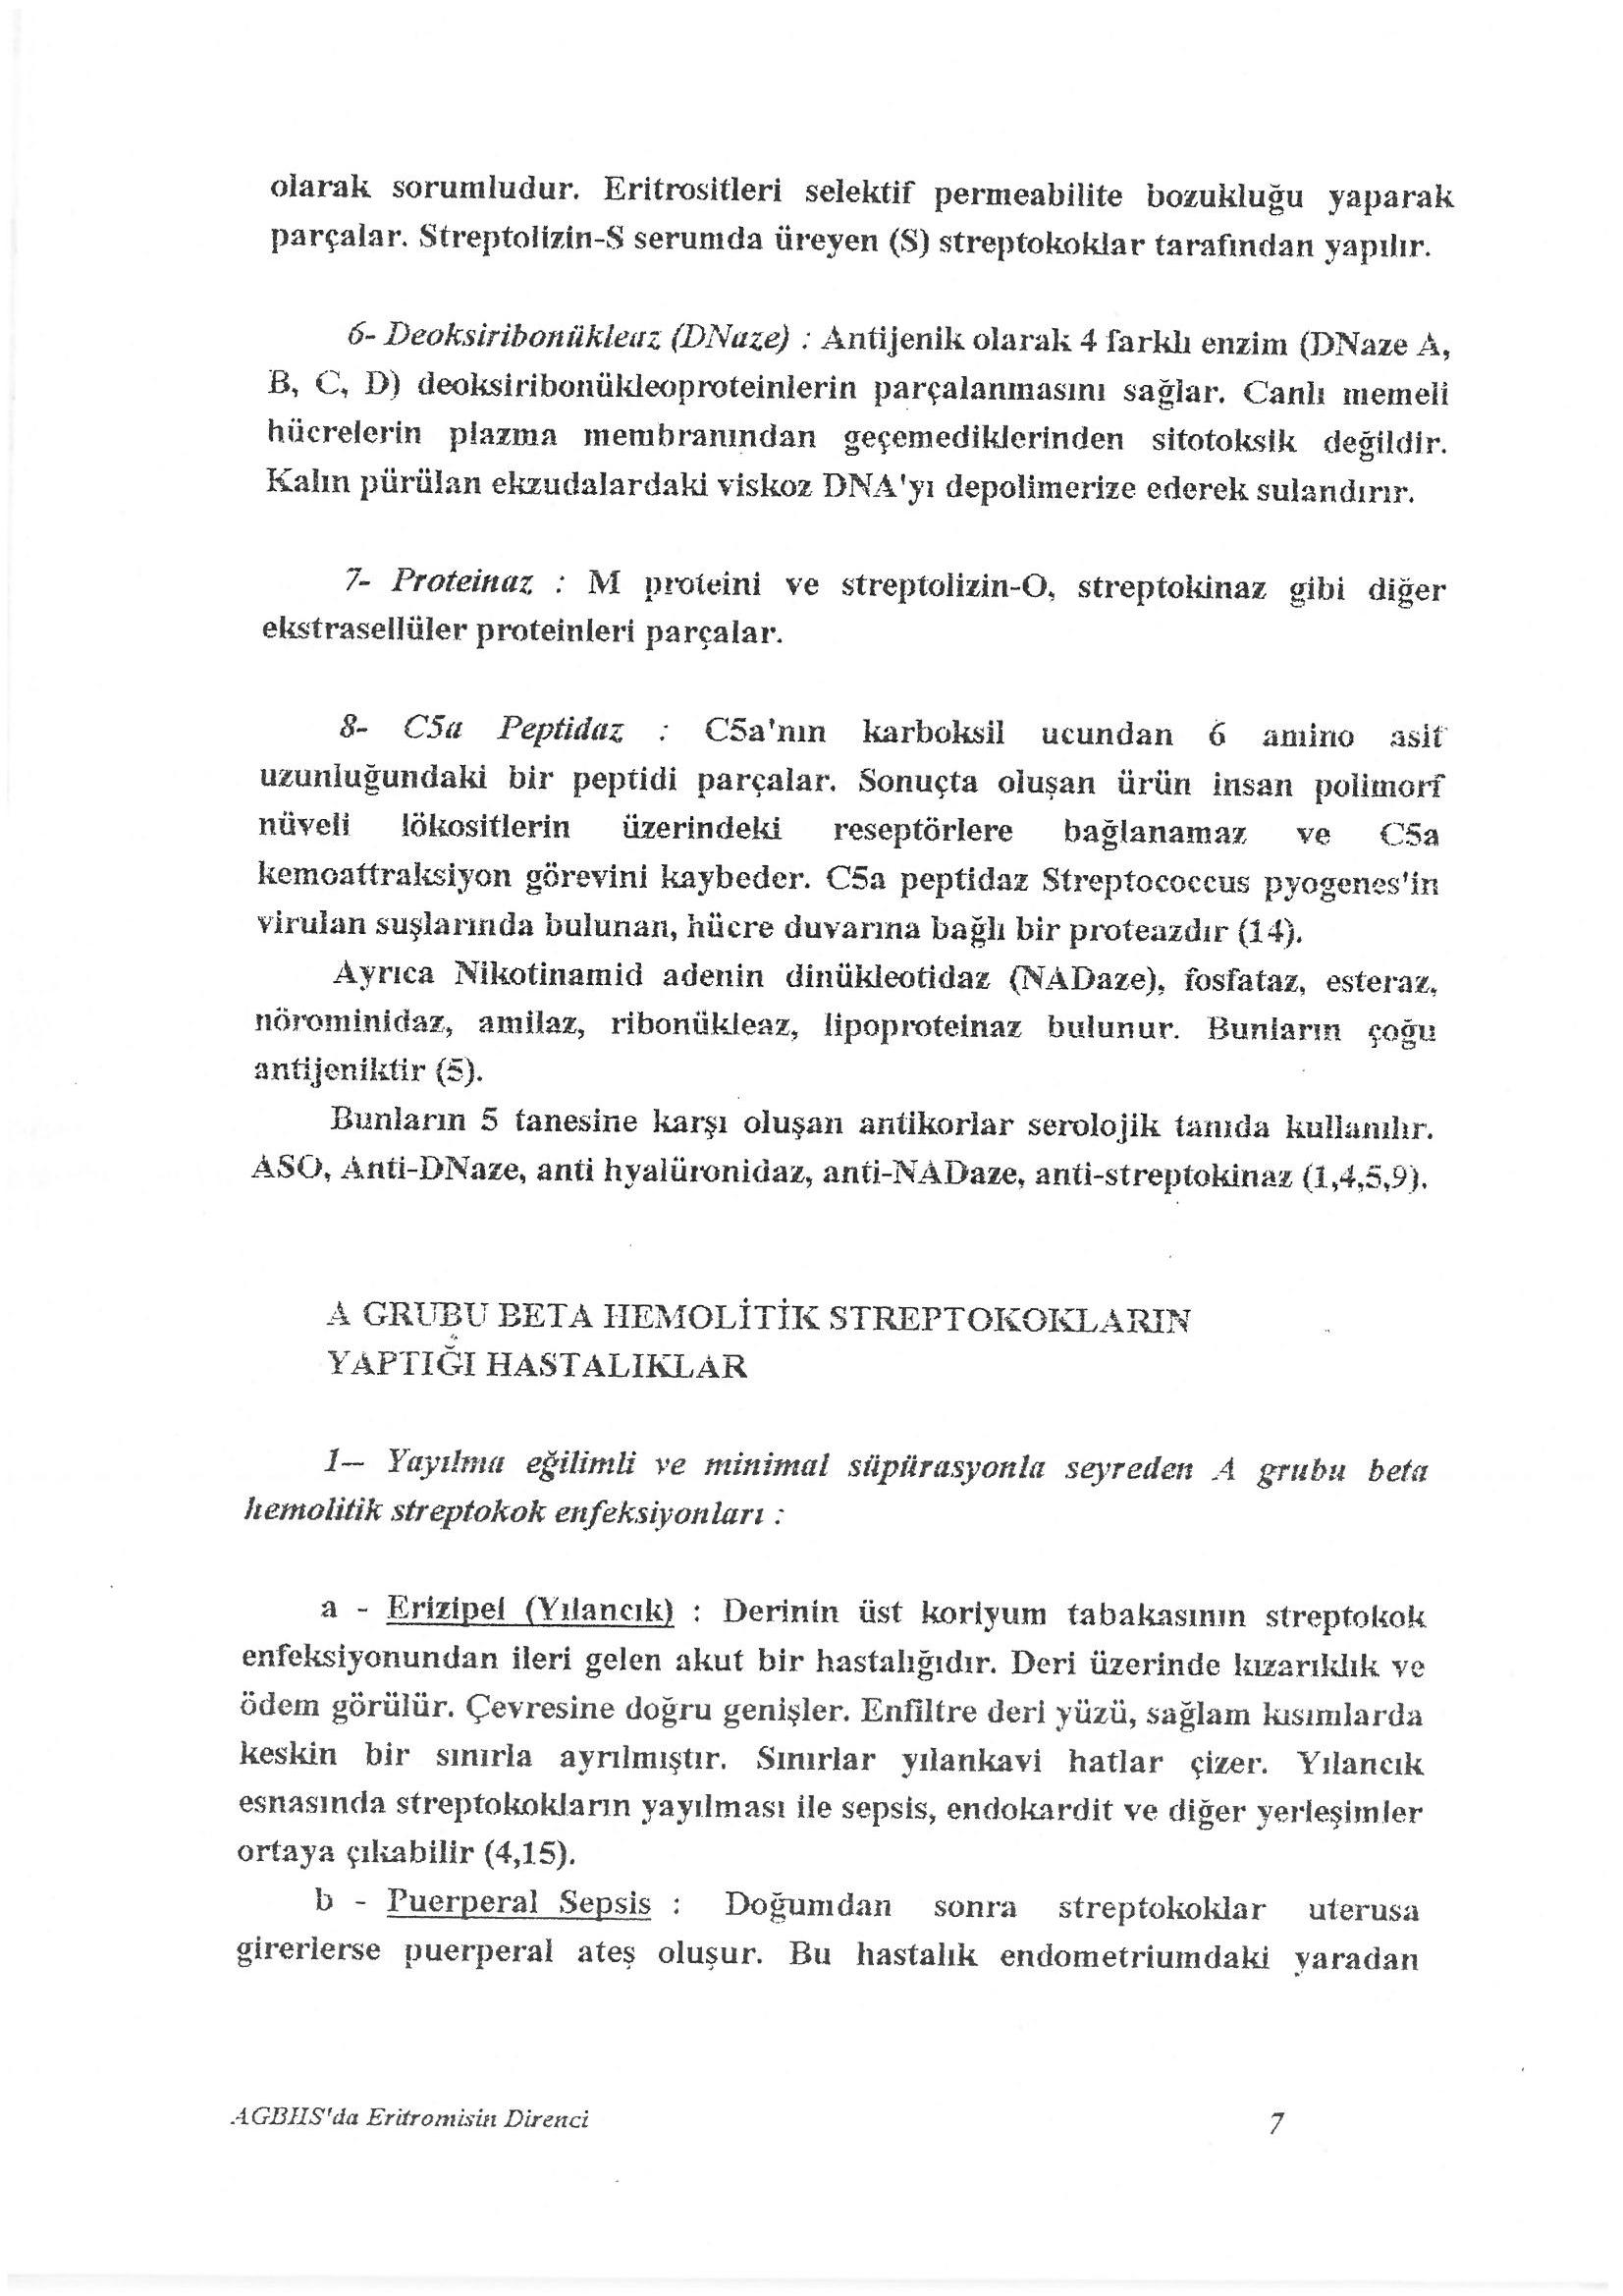 olarak sorumludur. Eritrositleri selektif permeabilite bozukluğu yaparak
parçalar. Streptolizin-S serumda üreyen (S) streptokoklar tarafından yapılır.
6- Deoksiribonükleaz (DNaze) : Antijenik olarak 4 farklı enzim (DNaze A,
B, C, D) deoksiribonükleoproteinlerin parçalanmasını sağlar. Canlı memeli
hücrelerin plazma membranından geçemediklerinden sitotoksik değildir.
Kalın pürülan ekzudalardaki viskoz DNA'yı depolimerize ederek sulandırır.
7- Proteinaz : M proteini ve streptolizin-O, streptokinaz gibi diğer
ekstrasellüler proteinleri parçalar.
8- C5a Peptidaz : C5a'nın karboksil ucundan 6 amino asit
uzunluğundaki bir peptidi parçalar. Sonuçta oluşan ürün insan polimorf
nüveli lökositlerin üzerindeki reseptörlere bağlanamaz ve C5a
kemoattraksiyon görevini kaybeder. C5a peptidaz Streptococcus pyogenes'in
virulan suşlarında bulunan, hücre duvarına bağlı bir proteazdır (14).
Ayrıca Nikotinamid adenin dinükleotidaz (NADaze), fosfataz, esteraz,
nörominidaz, amilaz, ribonükleaz, lipoproteinaz bulunur. Bunların çoğu
antijeniktir (5).
Bunların 5 tanesine karşı oluşan antikorlar serolojik tanıda kullanılır.
ASO, Anti-DNaze, anti hyalüronidaz, anti-NADaze, anti-streptokinaz (1,4,5,9).
A GRUBU BETA HEMOLİTİK STREPTOKOKLARIN
YAPTIĞI HASTALIKLAR
1– Yayılma eğilimli ve minimal süpürasyonla seyreden A grubu beta
hemolitik streptokok enfeksiyonları :
a - Erizipel (Yılancık) : Derinin üst koriyum tabakasının streptokok
enfeksiyonundan ileri gelen akut bir hastalığıdır. Deri üzerinde kızarıklık ve
ödem görülür. Çevresine doğru genişler. Enfiltre deri yüzü, sağlam kısımlarda
keskin bir sınırla ayrılmıştır. Sınırlar yılankavi hatlar çizer. Yılancık
esnasında streptokokların yayılması ile sepsis, endokardit ve diğer yerleşimler
ortaya çıkabilir (4,15).
b - Puerperal Sepsis : Doğumdan sonra streptokoklar uterusa
girerlerse puerperal ateş oluşur. Bu hastalık endometriumdaki yaradan
AGBHS'da Eritromisin Direnci 7